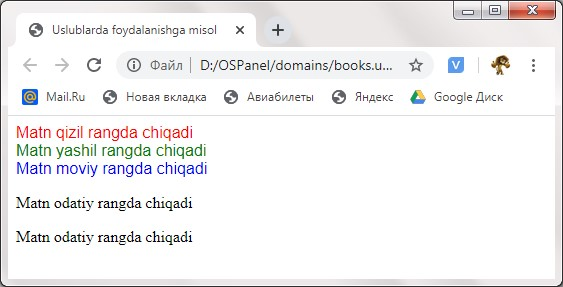 Uslublarda foydalanishga misol
Файл | D:/OSPanel/domains/books.u...
Mail.Ru Новая вкладка Авиабилеты Яндекс Google Диск
Matn qizil rangda chiqadi
Matn yashil rangda chiqadi
Matn moviy rangda chiqadi
Matn odatiy rangda chiqadi
Matn odatiy rangda chiqadi